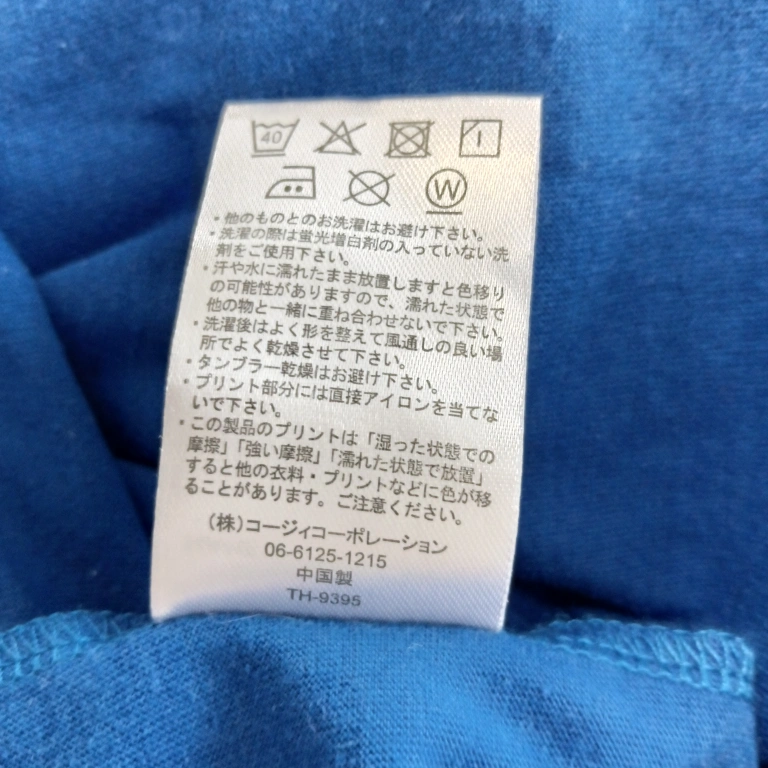 40
W
・他のものとのお洗濯はお避け下さい。
・洗濯の際は蛍光増白剤の入っていない洗
剤をご使用下さい。
・汗や水に濡れたまま放置しますと色移り
の可能性がありますので、濡れた状態で
他の物と一緒に重ね合わせないで下さい。
・洗濯後はよく形を整えて風通しの良い場
所でよく乾燥させて下さい。
・タンブラー乾燥はお避け下さい。
・プリント部分には直接アイロンを当てな
いで下さい。
・この製品のプリントは「湿った状態での
摩擦」「強い摩擦」「濡れた状態で放置」
すると他の衣料・プリントなどに色が移
ることがあります。ご注意ください。
(株)コージィコーポレーション
06-6125-1215
中国製
TH-9395